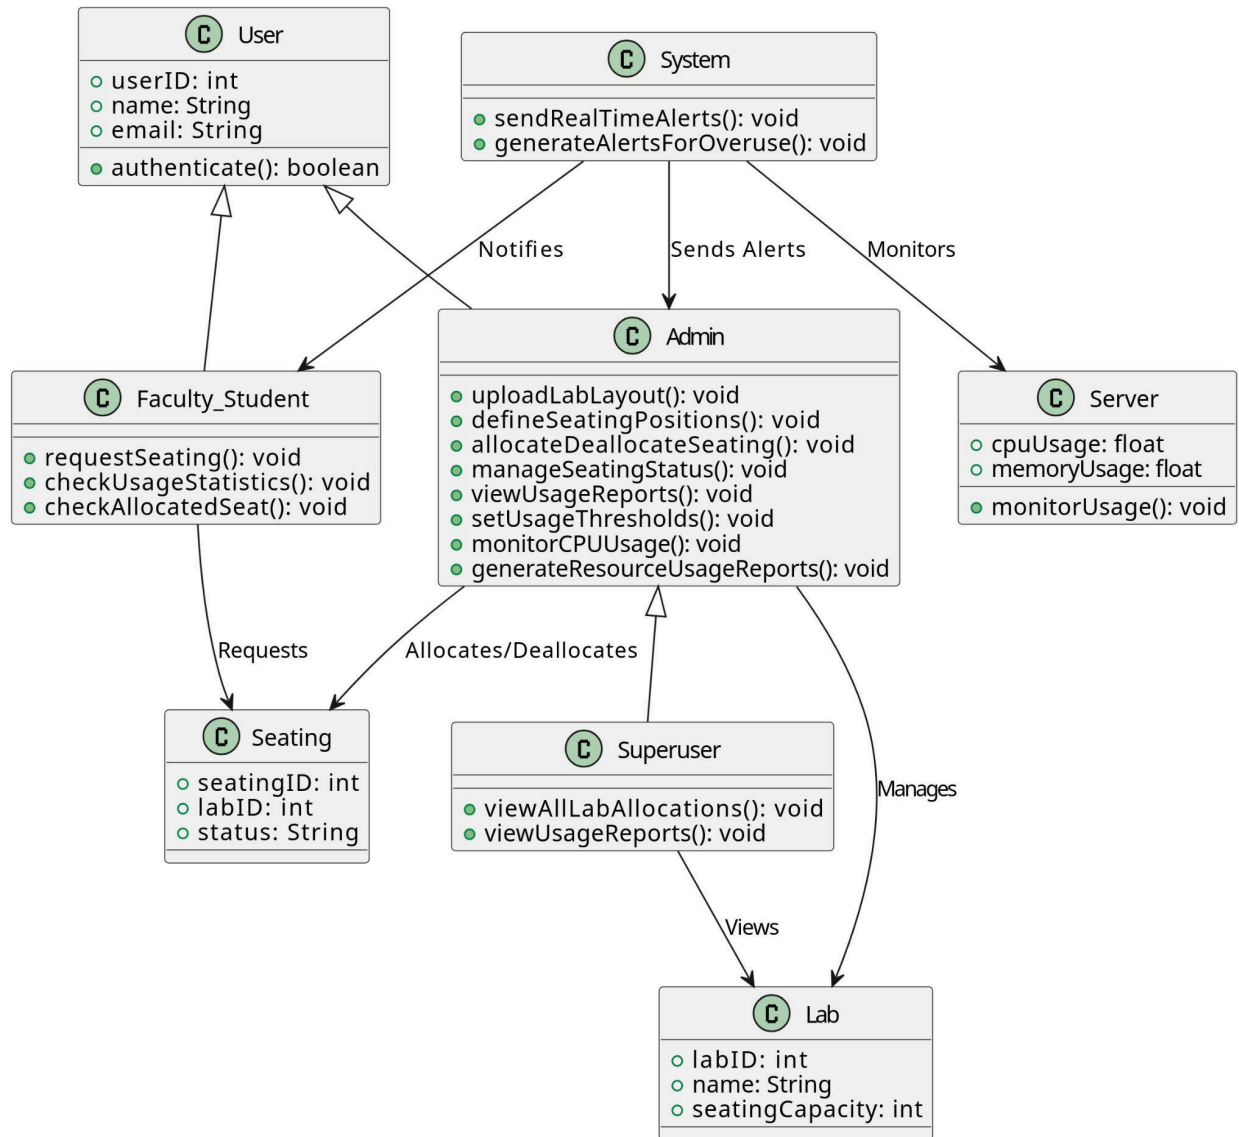 C User
userID: int
name: String
email: String
authenticate(): boolean
C System
sendRealTimeAlerts(): void
generateAlertsForOveruse(): void
Notifies
Sends Alerts
Monitors
C Faculty_Student
requestSeating(): void
checkUsageStatistics(): void
checkAllocatedSeat(): void
C Admin
uploadLabLayout(): void
defineSeatingPositions(): void
allocateDeallocateSeating(): void
manageSeatingStatus(): void
viewUsageReports(): void
setUsageThresholds(): void
monitorCPUUsage(): void
generateResourceUsageReports(): void
C Server
cpuUsage: float
memoryUsage: float
monitorUsage(): void
Requests
Allocates/Deallocates
Manages
C Seating
seatingID: int
labID: int
status: String
C Superuser
viewAllLabAllocations(): void
viewUsageReports(): void
Views
C Lab
labID: int
name: String
seatingCapacity: int